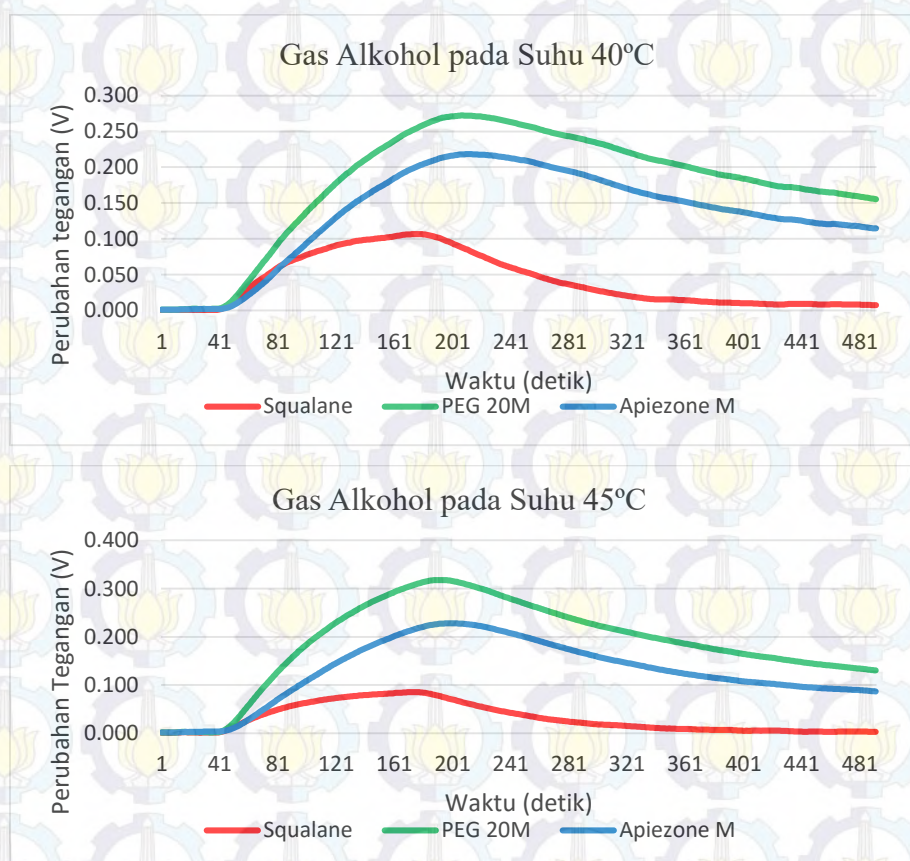 Gas Alkohol pada Suhu 40ºC
Perubahan tegangan (V)
0.300
0.250
0.200
0.150
0.100
0.050
0.000
1 41 81 121 161 201 241 281 321 361 401 441 481
Waktu (detik)
Squalane PEG 20M Apiezone M
Gas Alkohol pada Suhu 45ºC
Perubahan Tegangan (V)
0.400
0.300
0.200
0.100
0.000
1 41 81 121 161 201 241 281 321 361 401 441 481
Waktu (detik)
Squalane PEG 20M Apiezone M